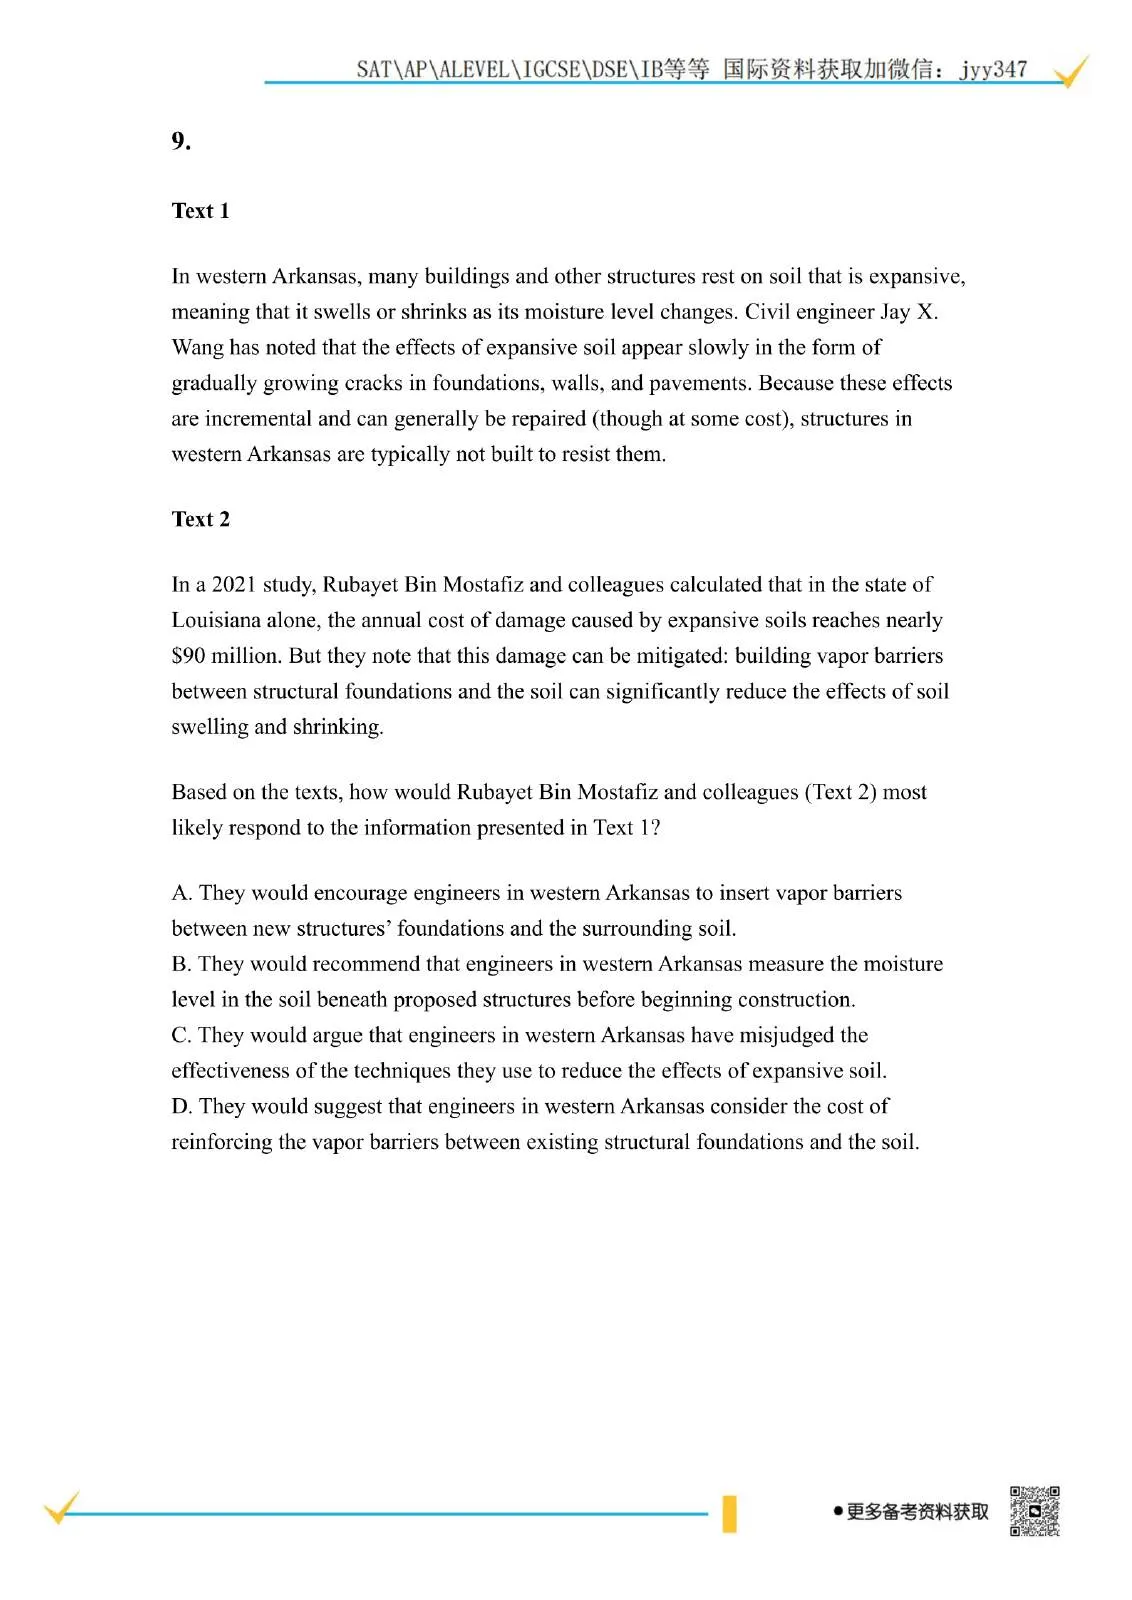 SAT\AP\ALEVEL\IGCSE\DSE\IB等等 国际资料获取加微信：jyy347
9.
Text 1
In western Arkansas, many buildings and other structures rest on soil that is expansive,
meaning that it swells or shrinks as its moisture level changes. Civil engineer Jay X.
Wang has noted that the effects of expansive soil appear slowly in the form of
gradually growing cracks in foundations, walls, and pavements. Because these effects
are incremental and can generally be repaired (though at some cost), structures in
western Arkansas are typically not built to resist them.
Text 2
In a 2021 study, Rubayet Bin Mostafiz and colleagues calculated that in the state of
Louisiana alone, the annual cost of damage caused by expansive soils reaches nearly
$90 million. But they note that this damage can be mitigated: building vapor barriers
between structural foundations and the soil can significantly reduce the effects of soil
swelling and shrinking.
Based on the texts, how would Rubayet Bin Mostafiz and colleagues (Text 2) most
likely respond to the information presented in Text 1?
A. They would encourage engineers in western Arkansas to insert vapor barriers
between new structures’ foundations and the surrounding soil.
B. They would recommend that engineers in western Arkansas measure the moisture
level in the soil beneath proposed structures before beginning construction.
C. They would argue that engineers in western Arkansas have misjudged the
effectiveness of the techniques they use to reduce the effects of expansive soil.
D. They would suggest that engineers in western Arkansas consider the cost of
reinforcing the vapor barriers between existing structural foundations and the soil.
●更多备考资料获取